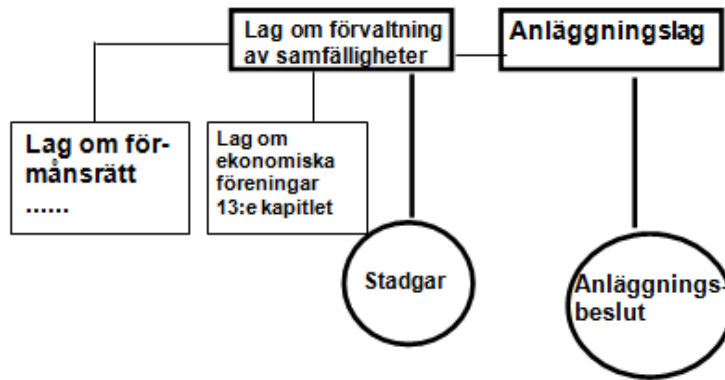 Lag om förvaltning
av samfälligheter
Anläggningslag
Lag om för-
månsrätt
......
Lag om
ekonomiska
föreningar
13:e kapitlet
Stadgar
Anläggnings-
beslut